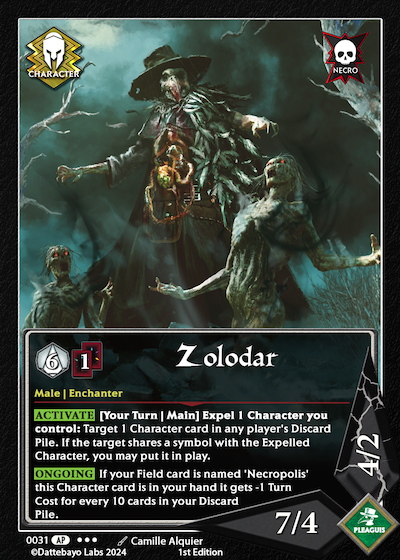 CHARACTER
NECRO
6
1
Zolodar
Male | Enchanter
ACTIVATE [Your Turn | Main] Expel 1 Character you
control: Target 1 Character card in any player's Discard
Pile. If the target shares a symbol with the Expelled
Character, you may put it in play.
ONGOING If your Field card is named 'Necropolis'
this Character card is in your hand it gets -1 Turn
Cost for every 10 cards in your Discard
Pile.
4/2
7/4
PLEAGUIS
0031 AP Camille Alquier
©Dattebayo Labs 2024 1st Edition